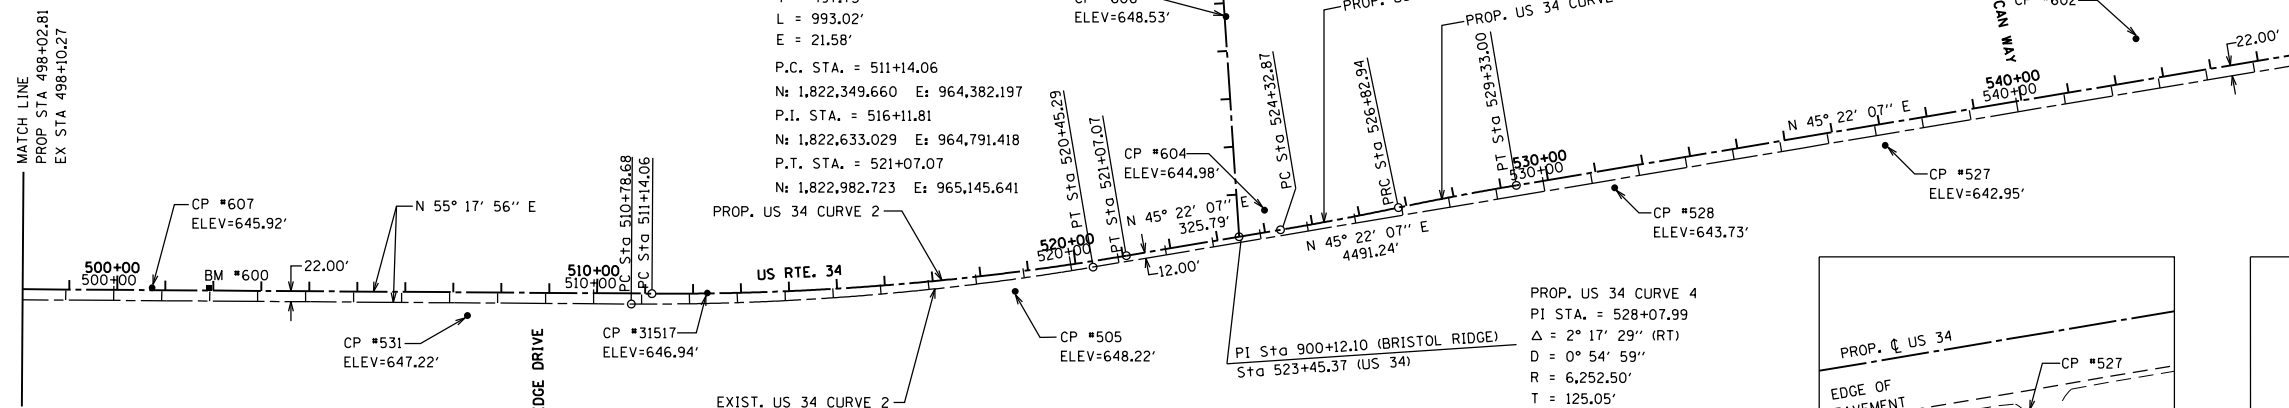 MATCH LINE
PROP STA 498+02.81
EX STA 498+10.27
L = 993.02'
E = 21.58'
P.C. STA. = 511+14.06
N: 1,822,349.660 E: 964,382.197
P.I. STA. = 516+11.81
N: 1,822,633.029 E: 964,791.418
P.T. STA. = 521+07.07
N: 1,822,982.723 E: 965,145.641
PROP. US 34 CURVE 2
ELEV=648.53'
PROP. US 34 CURVE
CAN WAY
22.00'
CP #607
ELEV=645.92'
N 55° 17' 56" E
500+00
500+00
BM #600
22.00'
CP #531
ELEV=647.22'
EDGE DRIVE
510+00
510+00
PC Sta 510+78.68
PC Sta 511+14.06
CP #31517
ELEV=646.94'
US RTE. 34
EXIST. US 34 CURVE 2
CP #505
ELEV=648.22'
520+00
520+00
PT Sta 520+45.29
PT Sta 521+07.07
CP #604
ELEV=644.98'
N 45° 22' 07" E
325.79'
12.00'
PC Sta 524+32.87
PRC Sta 526+82.94
PT Sta 529+33.00
N 45° 22' 07" E
4491.24'
PI Sta 900+12.10 (BRISTOL RIDGE)
Sta 523+45.37 (US 34)
530+00
530+00
CP #528
ELEV=643.73'
N 45° 22' 07" E
CP #527
ELEV=642.95'
540+00
540+00
PROP. US 34 CURVE 4
PI STA. = 528+07.99
Δ = 2° 17' 29" (RT)
D = 0° 54' 59"
R = 6,252.50'
T = 125.05'
PROP. ℄ US 34
CP #527
EDGE OF